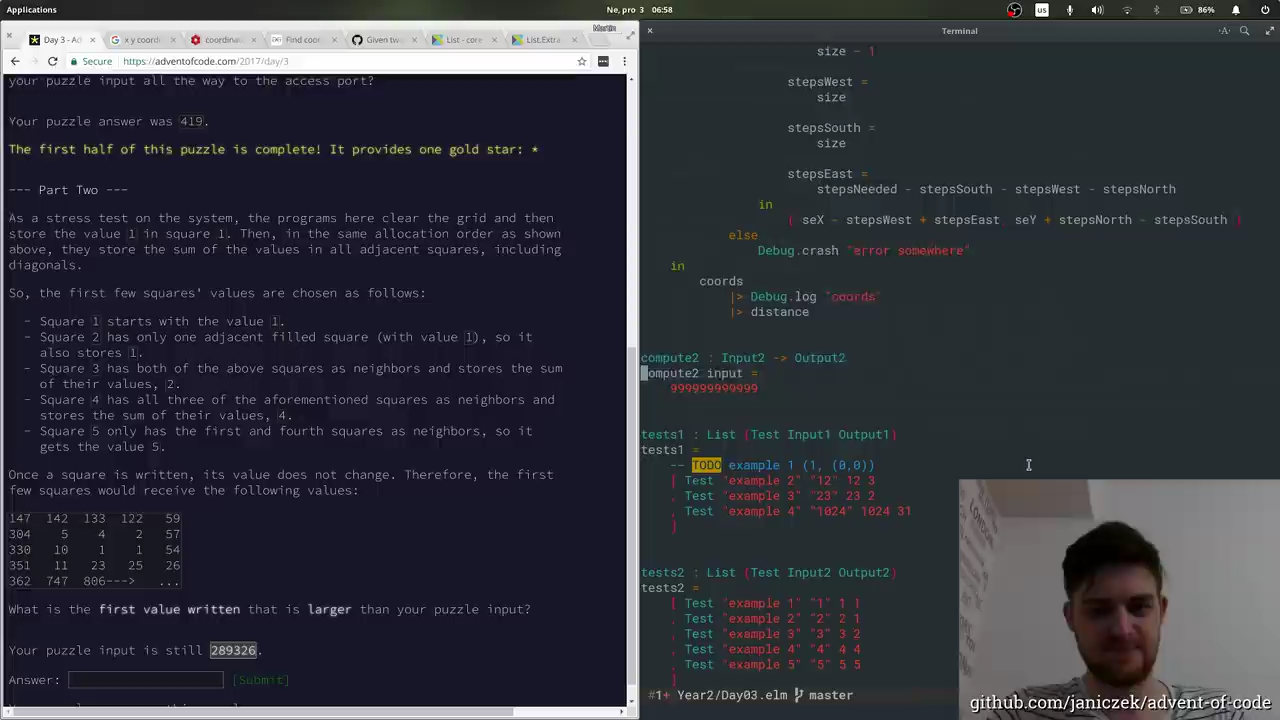 Applications
Ne, pro 3 06:58
us
86%
Martin
Day 3 - Ad
x y coord
coordina
Find coor
Given tw
List - cor
List.Extra
Secure
https://adventofcode.com/2017/day/3
Terminal
your puzzle input all the way to the access port?
Your puzzle answer was 419.
The first half of this puzzle is complete! It provides one gold star: *
--- Part Two ---
As a stress test on the system, the programs here clear the grid and then
store the value 1 in square 1. Then, in the same allocation order as shown
above, they store the sum of the values in all adjacent squares, including
diagonals.
So, the first few squares' values are chosen as follows:
- Square 1 starts with the value 1.
- Square 2 has only one adjacent filled square (with value 1), so it
also stores 1.
- Square 3 has both of the above squares as neighbors and stores the sum
of their values, 2.
- Square 4 has all three of the aforementioned squares as neighbors and
stores the sum of their values, 4.
- Square 5 only has the first and fourth squares as neighbors, so it
gets the value 5.
Once a square is written, its value does not change. Therefore, the first
few squares would receive the following values:
147 142 133 122 59
304 5 4 2 57
330 10 1 1 54
351 11 23 25 26
362 747 806---> ...
What is the first value written that is larger than your puzzle input?
Your puzzle input is still 289326.
Answer: [Submit]
size - 1
stepsWest =
size
stepsSouth =
size
stepsEast =
stepsNeeded - stepsSouth - stepsWest - stepsNorth
in
( seX - stepsWest + stepsEast, seY + stepsNorth - stepsSouth )
else
Debug.crash "error somewhere"
in
coords
|> Debug.log "coords"
|> distance
compute2 : Input2 -> Output2
compute2 input =
999999999999
tests1 : List (Test Input1 Output1)
tests1 =
-- TODO example 1 (1, (0,0))
[ Test "example 2" "12" 12 3
, Test "example 3" "23" 23 2
, Test "example 4" "1024" 1024 31
]
tests2 : List (Test Input2 Output2)
tests2 =
[ Test "example 1" "1" 1 1
, Test "example 2" "2" 2 1
, Test "example 3" "3" 3 2
, Test "example 4" "4" 4 4
, Test "example 5" "5" 5 5
]
#1+ Year2/Day03.elm master
LONDON
github.com/janiczek/advent-of-code